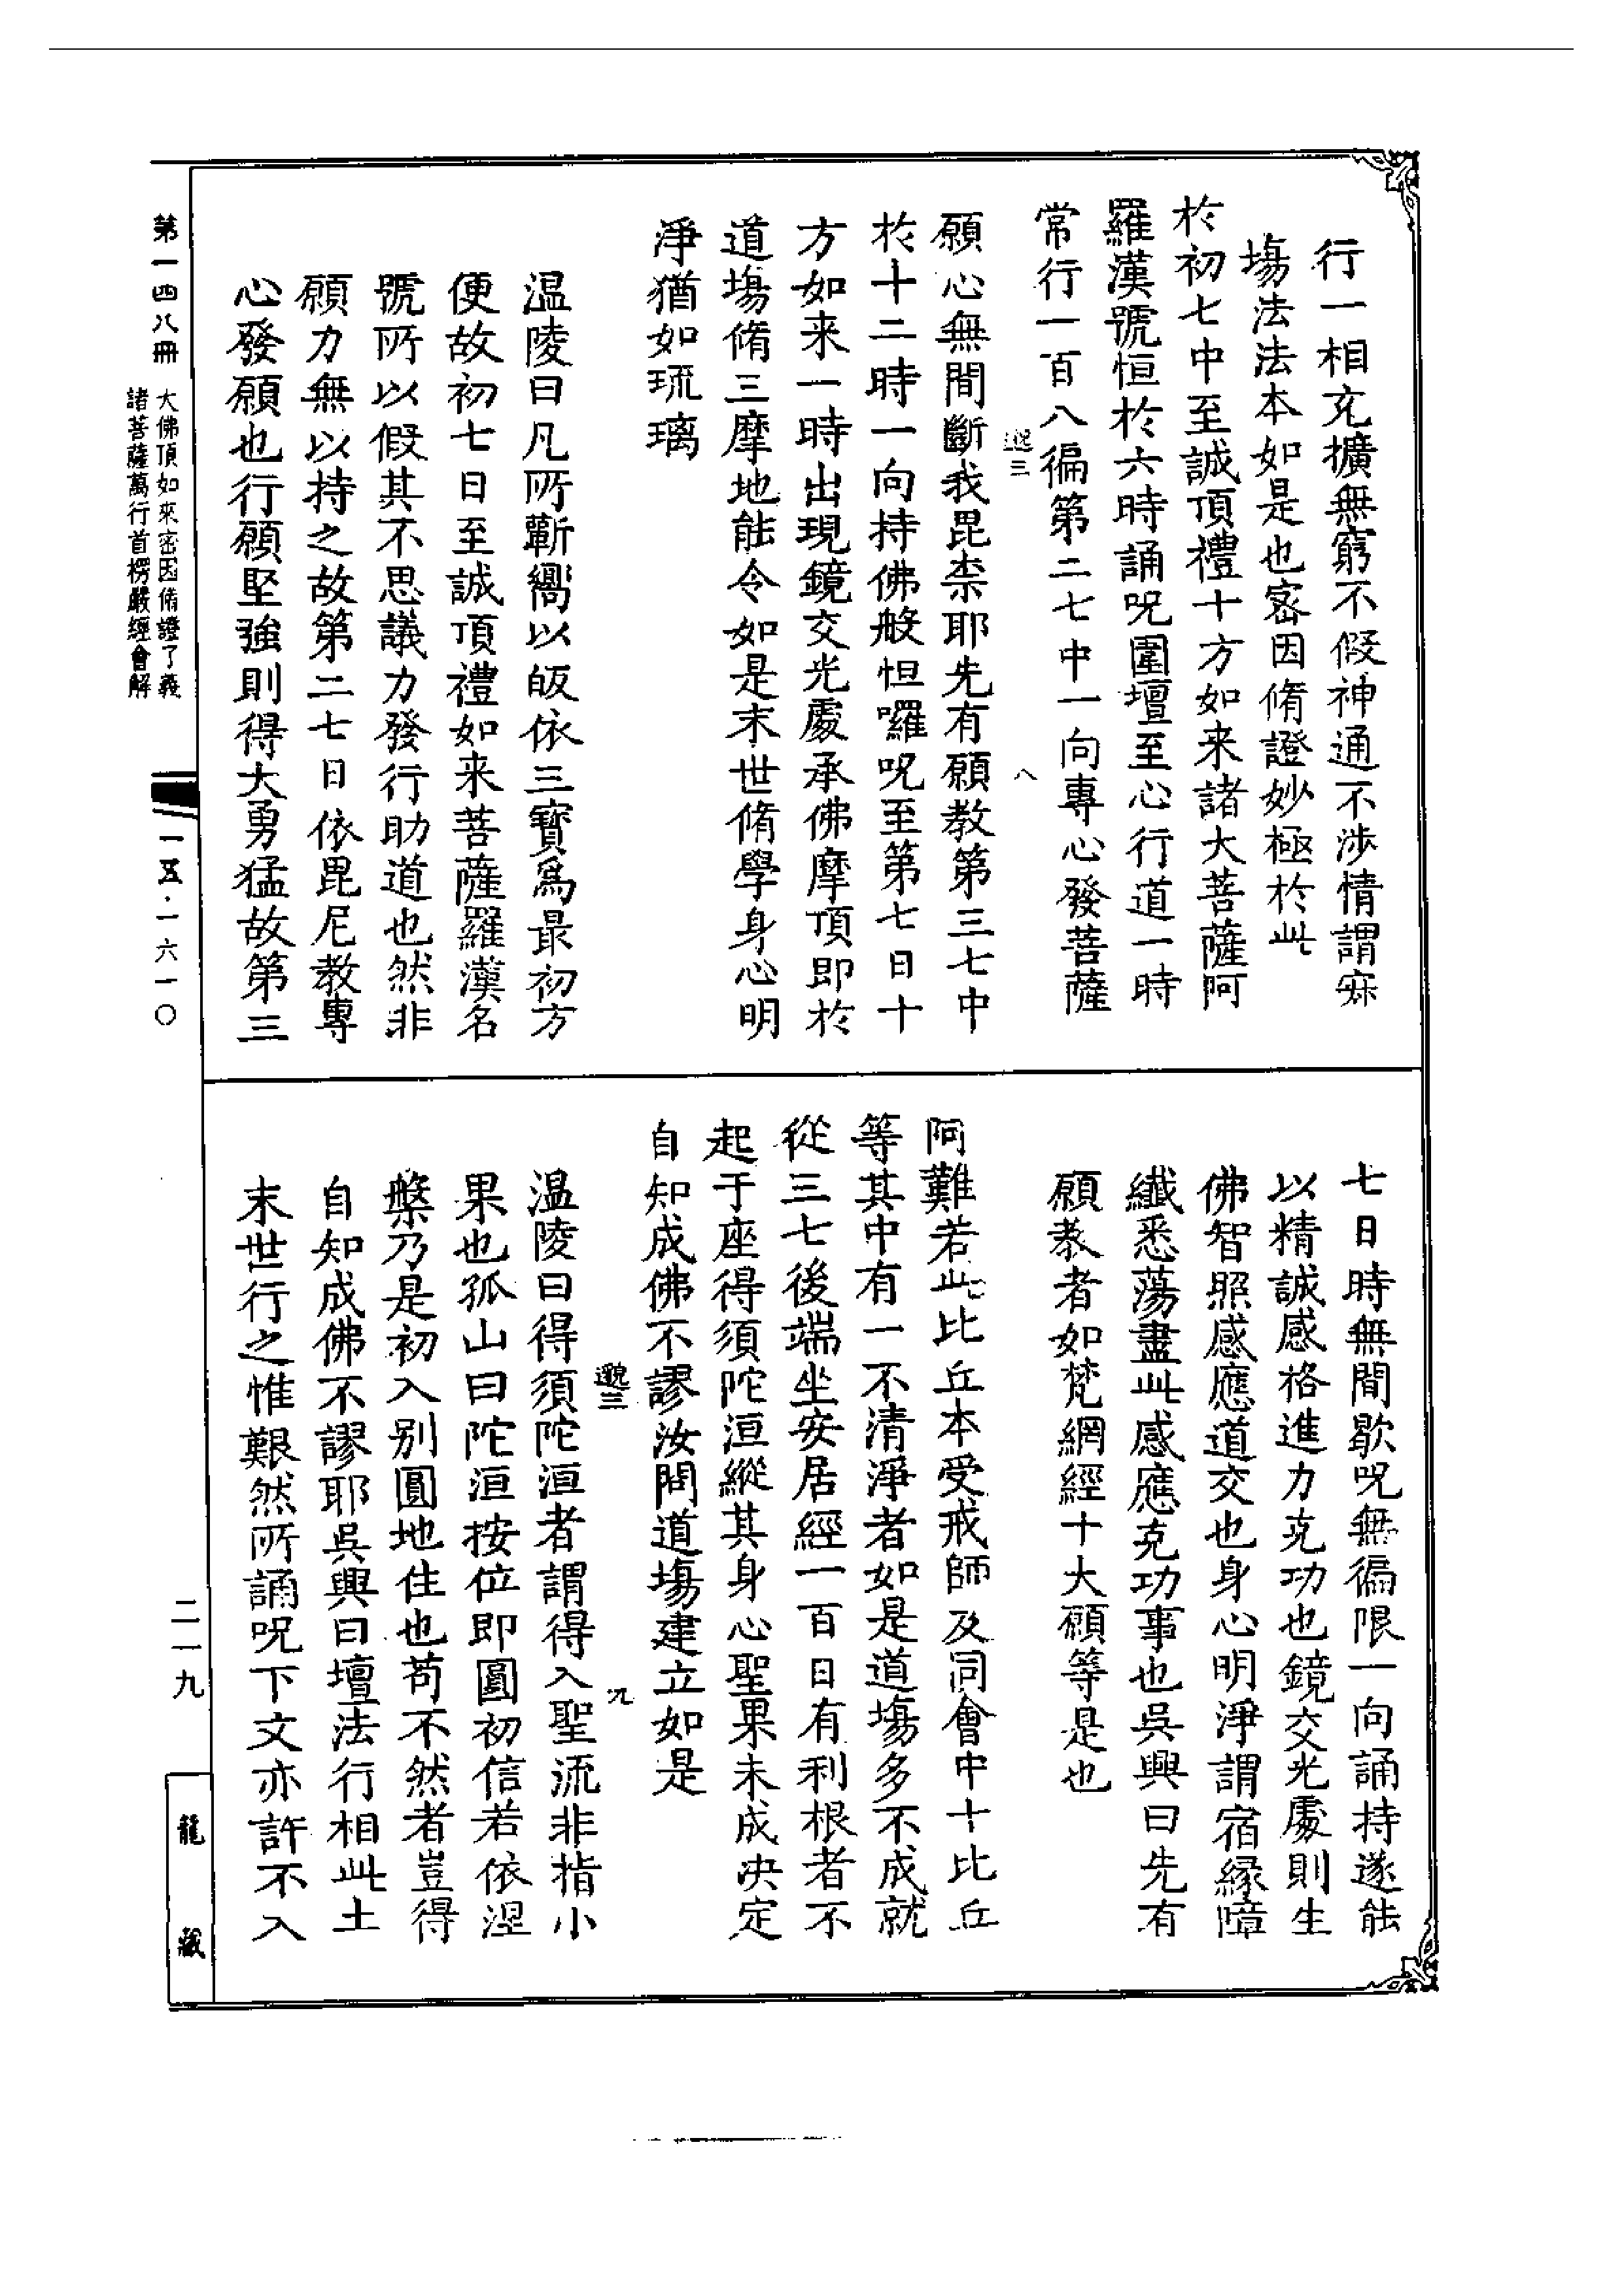 行一相充擴無窮不假神通不涉情謂寂
塲法法本如是也密因脩證妙極於此
於初七中至誠頂禮十方如来諸大菩薩阿
羅漢號恒於六時誦呪圍壇至心行道一時
常行一百八徧第二七中一向專心發菩薩
邈三
八
願心無間斷我毘柰耶先有願教第三七中
於十二時一向持佛般怛囉呪至第七日十
方如来一時出現鏡交光處承佛摩頂即於
道塲脩三摩地能令如是末世脩學身心明
淨猶如琉璃
温陵曰凡所蘄嚮以皈依三寶爲最初方
便故初七日至誠頂禮如来菩薩羅漢名
號所以假其不思議力發行助道也然非
願力無以持之故第二七日依毘尼教專
心發願也行願堅強則得大勇猛故第三
七日時無間歇呪無徧限一向誦持遂能
以精誠感格進力克功也鏡交光處則生
佛智照感應道交也身心明淨謂宿縁障
纖悉蕩盡此感應克功事也吳興曰先有
願教者如梵網經十大願等是也
阿難若此比丘本受戒師及同會中十比丘
等其中有一不清淨者如是道塲多不成就
從三七後端坐安居經一百日有利根者不
起于座得須陀洹縱其身心聖果未成决定
自知成佛不謬汝問道塲建立如是
邈三
九
温陵曰得須陀洹者謂得入聖流非指小
果也孤山曰陀洹按位即圓初信若依涅
槃乃是初入别圓地住也苟不然者豈得
自知成佛不謬耶吳興曰壇法行相此土
末世行之惟艱然所誦呪下文亦許不入
第一四八冊
大佛頂如來密因脩證了義
諸菩薩萬行首楞嚴經會解
一五·一六一〇
二一九
龍藏